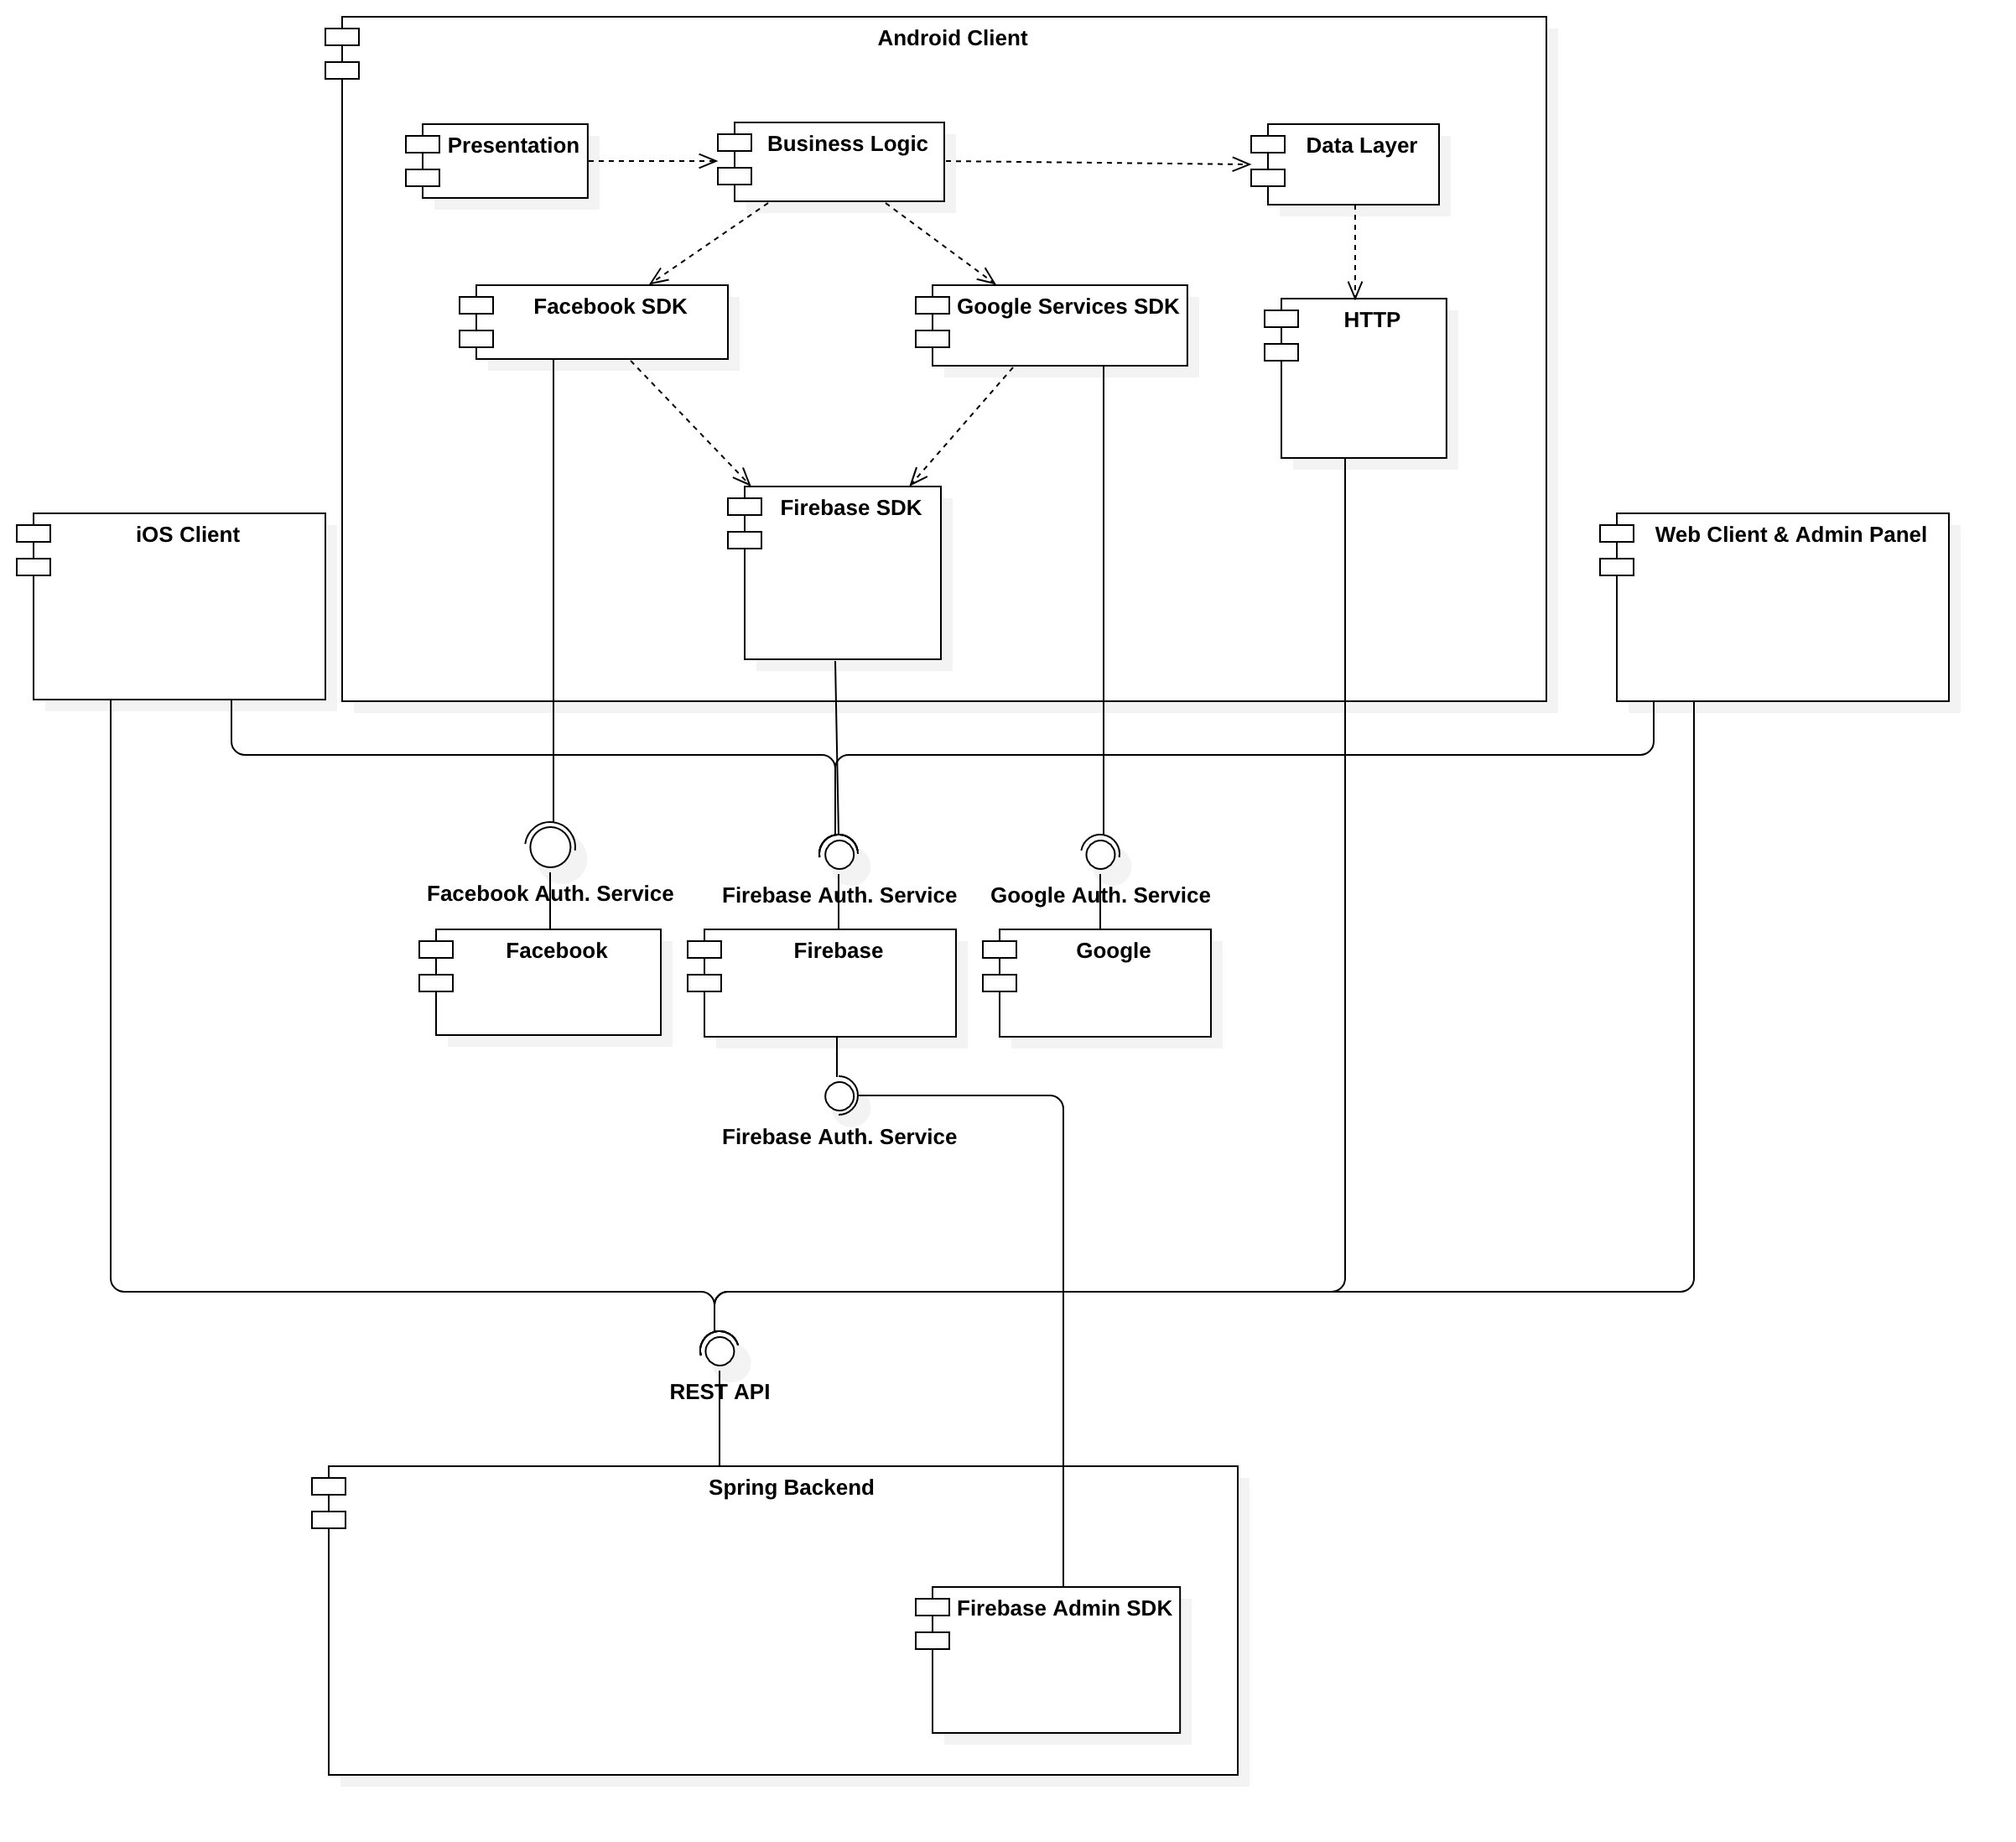 Android Client
Presentation
Business Logic
Data Layer
Facebook SDK
Google Services SDK
HTTP
Firebase SDK
iOS Client
Web Client & Admin Panel
Facebook Auth. Service
Firebase Auth. Service
Google Auth. Service
Facebook
Firebase
Google
Firebase Auth. Service
REST API
Spring Backend
Firebase Admin SDK